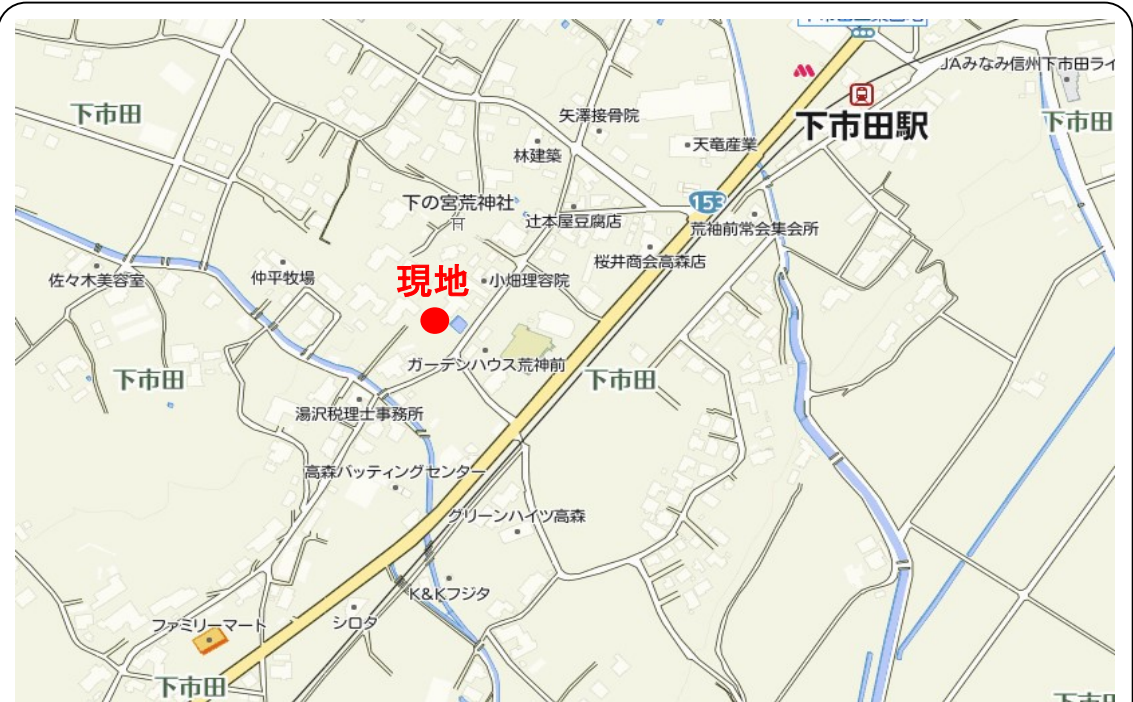 JAみなみ信州下市田ライ
下市田
矢澤接骨院
下市田駅
下市田
天竜産業
林建築
下の宮荒神社
153
辻本屋豆腐店
荒袖前常会集会所
桜井商会高森店
佐々木美容室
仲平牧場
現地
小畑理容院
ガーデンハウス荒神前
下市田
下市田
湯沢税理士事務所
高森バッティングセンター
グリーンハイツ高森
K&Kフジタ
ファミリーマート
シロタ
下市田